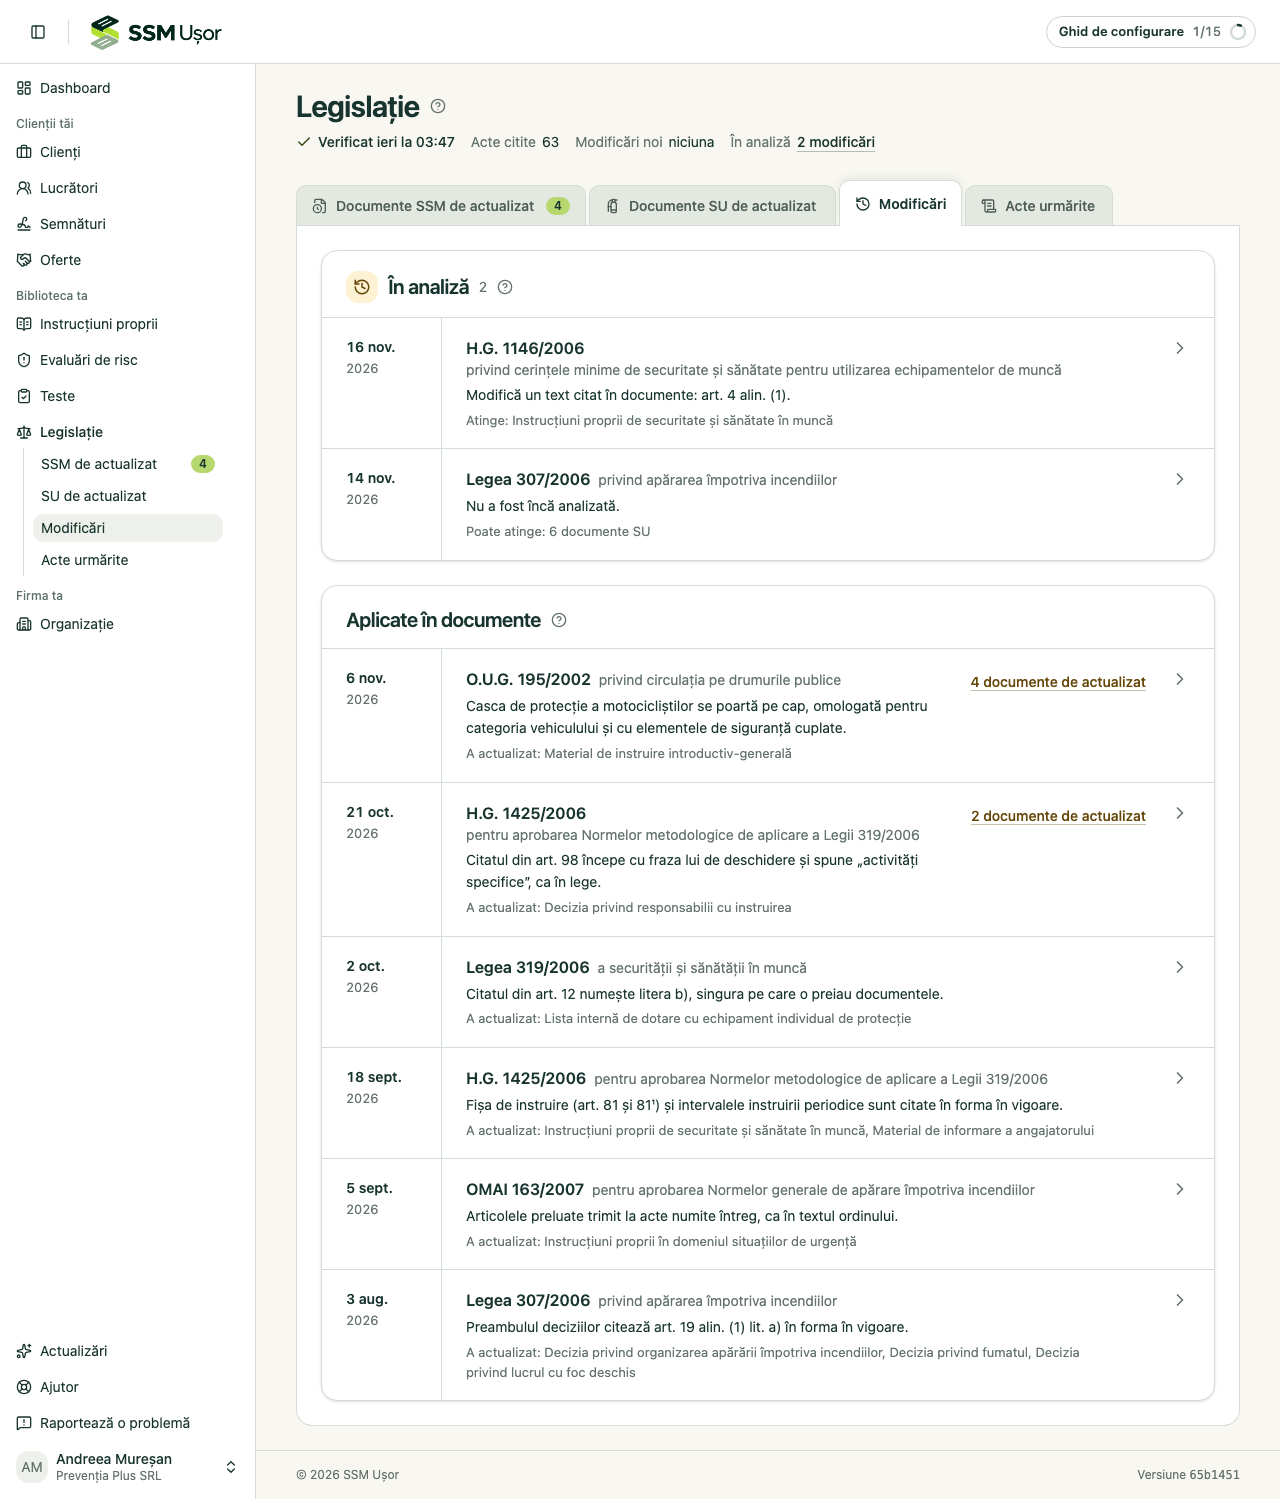 SSM Ușor
Ghid de configurare 1/15
Dashboard
Clienții tăi
Clienți
Lucrători
Semnături
Oferte
Biblioteca ta
Instrucțiuni proprii
Evaluări de risc
Teste
Legislație
SSM de actualizat 4
SU de actualizat
Modificări
Acte urmărite
Firma ta
Organizație
Actualizări
Ajutor
Raportează o problemă
AM
Andreea Mureșan
Prevenția Plus SRL
Legislație
Verificat ieri la 03:47 Acte citite 63 Modificări noi niciuna În analiză 2 modificări
Documente SSM de actualizat 4
Documente SU de actualizat
Modificări
Acte urmărite
În analiză 2
16 nov.
2026
H.G. 1146/2006
privind cerințele minime de securitate și sănătate pentru utilizarea echipamentelor de muncă
Modifică un text citat în documente: art. 4 alin. (1).
Atinge: Instrucțiuni proprii de securitate și sănătate în muncă
14 nov.
2026
Legea 307/2006 privind apărarea împotriva incendiilor
Nu a fost încă analizată.
Poate atinge: 6 documente SU
Aplicate în documente
6 nov.
2026
O.U.G. 195/2002 privind circulația pe drumurile publice
4 documente de actualizat
Casca de protecție a motocicliștilor se poartă pe cap, omologată pentru
categoria vehiculului și cu elementele de siguranță cuplate.
A actualizat: Material de instruire introductiv-generală
21 oct.
2026
H.G. 1425/2006
2 documente de actualizat
pentru aprobarea Normelor metodologice de aplicare a Legii 319/2006
Citatul din art. 98 începe cu fraza lui de deschidere și spune „activități
specifice”, ca în lege.
A actualizat: Decizia privind responsabilii cu instruirea
2 oct.
2026
Legea 319/2006 a securității și sănătății în muncă
Citatul din art. 12 numește litera b), singura pe care o preiau documentele.
A actualizat: Lista internă de dotare cu echipament individual de protecție
18 sept.
2026
H.G. 1425/2006 pentru aprobarea Normelor metodologice de aplicare a Legii 319/2006
Fișa de instruire (art. 81 și 81¹) și intervalele instruirii periodice sunt citate în forma în vigoare.
A actualizat: Instrucțiuni proprii de securitate și sănătate în muncă, Material de informare a angajatorului
5 sept.
2026
OMAI 163/2007 pentru aprobarea Normelor generale de apărare împotriva incendiilor
Articolele preluate trimit la acte numite întreg, ca în textul ordinului.
A actualizat: Instrucțiuni proprii în domeniul situațiilor de urgență
3 aug.
2026
Legea 307/2006 privind apărarea împotriva incendiilor
Preambulul deciziilor citează art. 19 alin. (1) lit. a) în forma în vigoare.
A actualizat: Decizia privind organizarea apărării împotriva incendiilor, Decizia privind fumatul, Decizia
privind lucrul cu foc deschis
© 2026 SSM Ușor
Versiune 65b1451